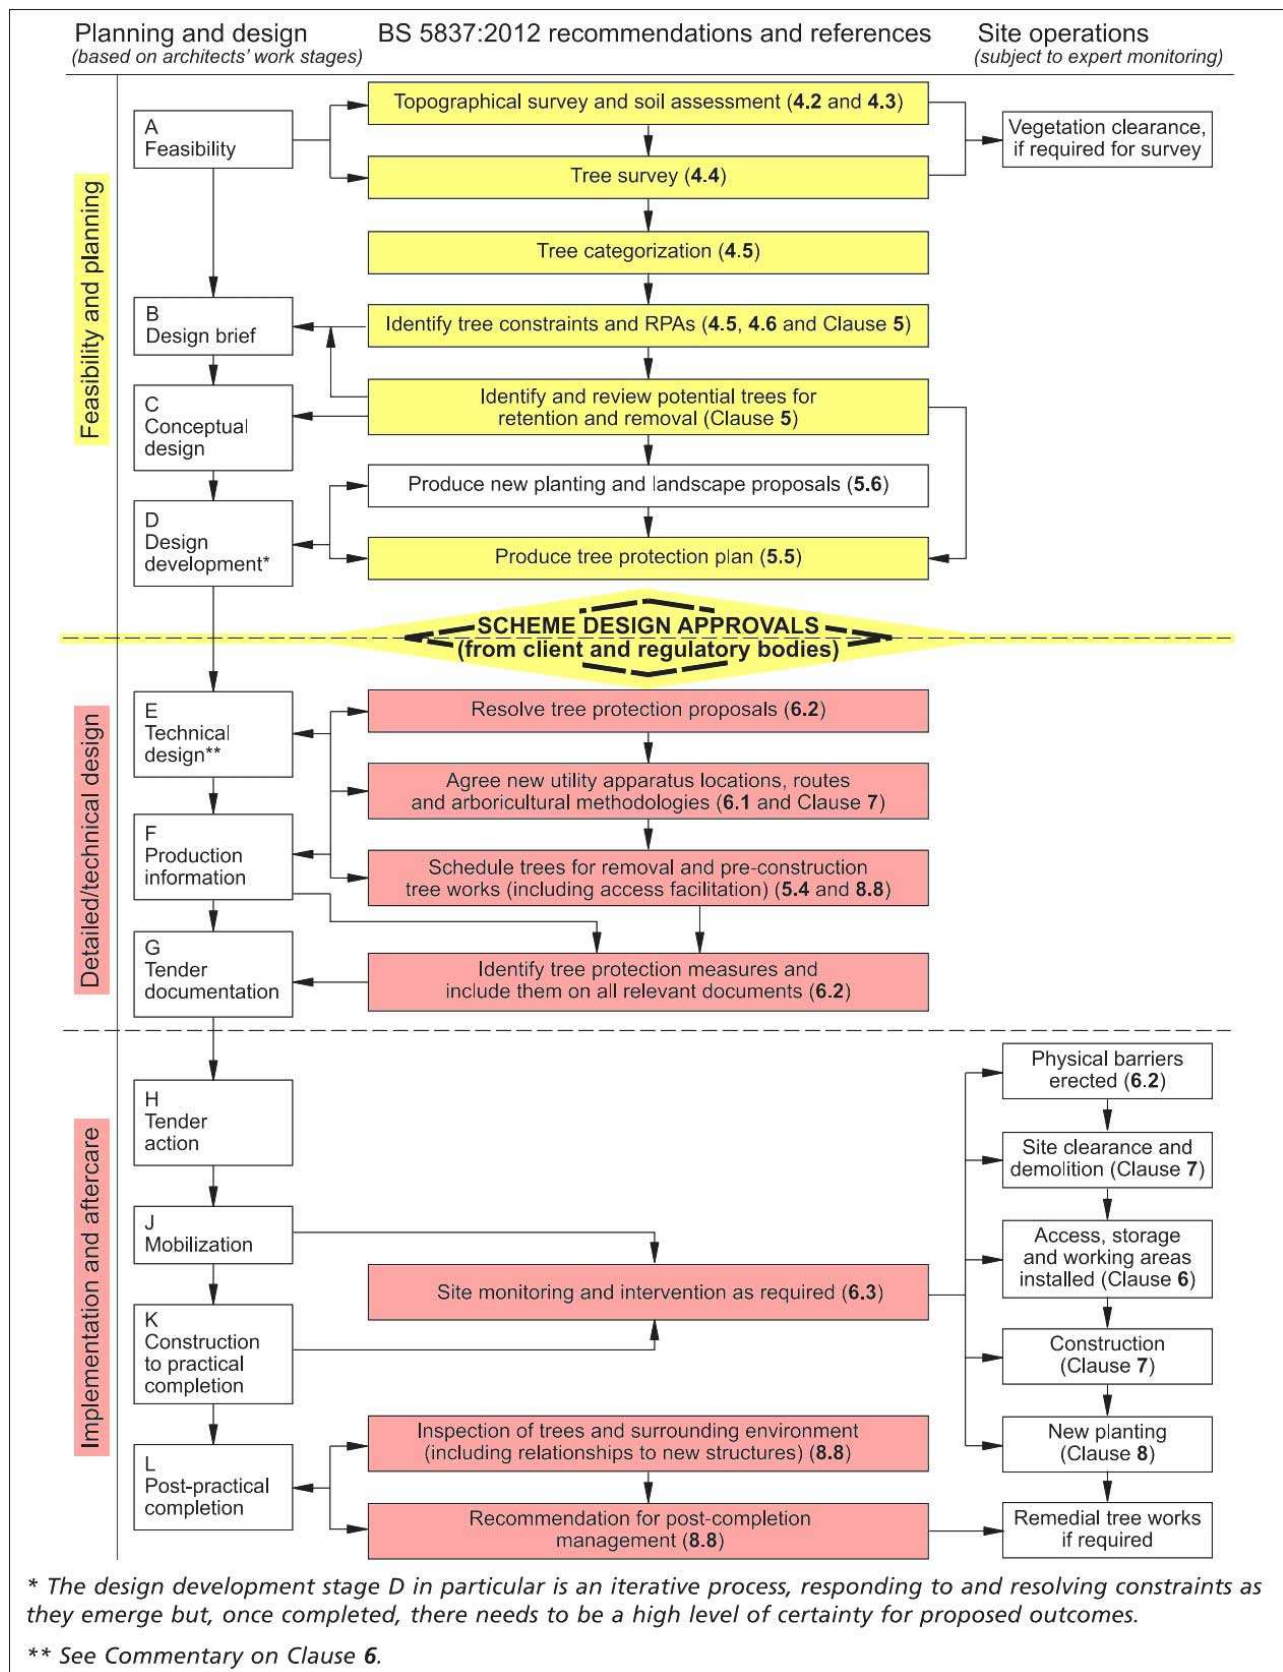 Planning and design
(based on architects' work stages)
BS 5837:2012 recommendations and references
Site operations
(subject to expert monitoring)
Feasibility and planning
A
Feasibility
Topographical survey and soil assessment (4.2 and 4.3)
Vegetation clearance,
if required for survey
Tree survey (4.4)
Tree categorization (4.5)
B
Design brief
Identify tree constraints and RPAs (4.5, 4.6 and Clause 5)
C
Conceptual
design
Identify and review potential trees for
retention and removal (Clause 5)
Produce new planting and landscape proposals (5.6)
D
Design
development*
Produce tree protection plan (5.5)
SCHEME DESIGN APPROVALS
(from client and regulatory bodies)
Detailed/technical design
E
Technical
design**
Resolve tree protection proposals (6.2)
Agree new utility apparatus locations, routes
and arboricultural methodologies (6.1 and Clause 7)
F
Production
information
Schedule trees for removal and pre-construction
tree works (including access facilitation) (5.4 and 8.8)
G
Tender
documentation
Identify tree protection measures and
include them on all relevant documents (6.2)
Implementation and aftercare
H
Tender
action
Physical barriers
erected (6.2)
Site clearance and
demolition (Clause 7)
J
Mobilization
Access, storage
and working areas
installed (Clause 6)
Site monitoring and intervention as required (6.3)
K
Construction
to practical
completion
Construction
(Clause 7)
L
Post-practical
completion
Inspection of trees and surrounding environment
(including relationships to new structures) (8.8)
New planting
(Clause 8)
Recommendation for post-completion
management (8.8)
Remedial tree works
if required
* The design development stage D in particular is an iterative process, responding to and resolving constraints as
they emerge but, once completed, there needs to be a high level of certainty for proposed outcomes.
** See Commentary on Clause 6.